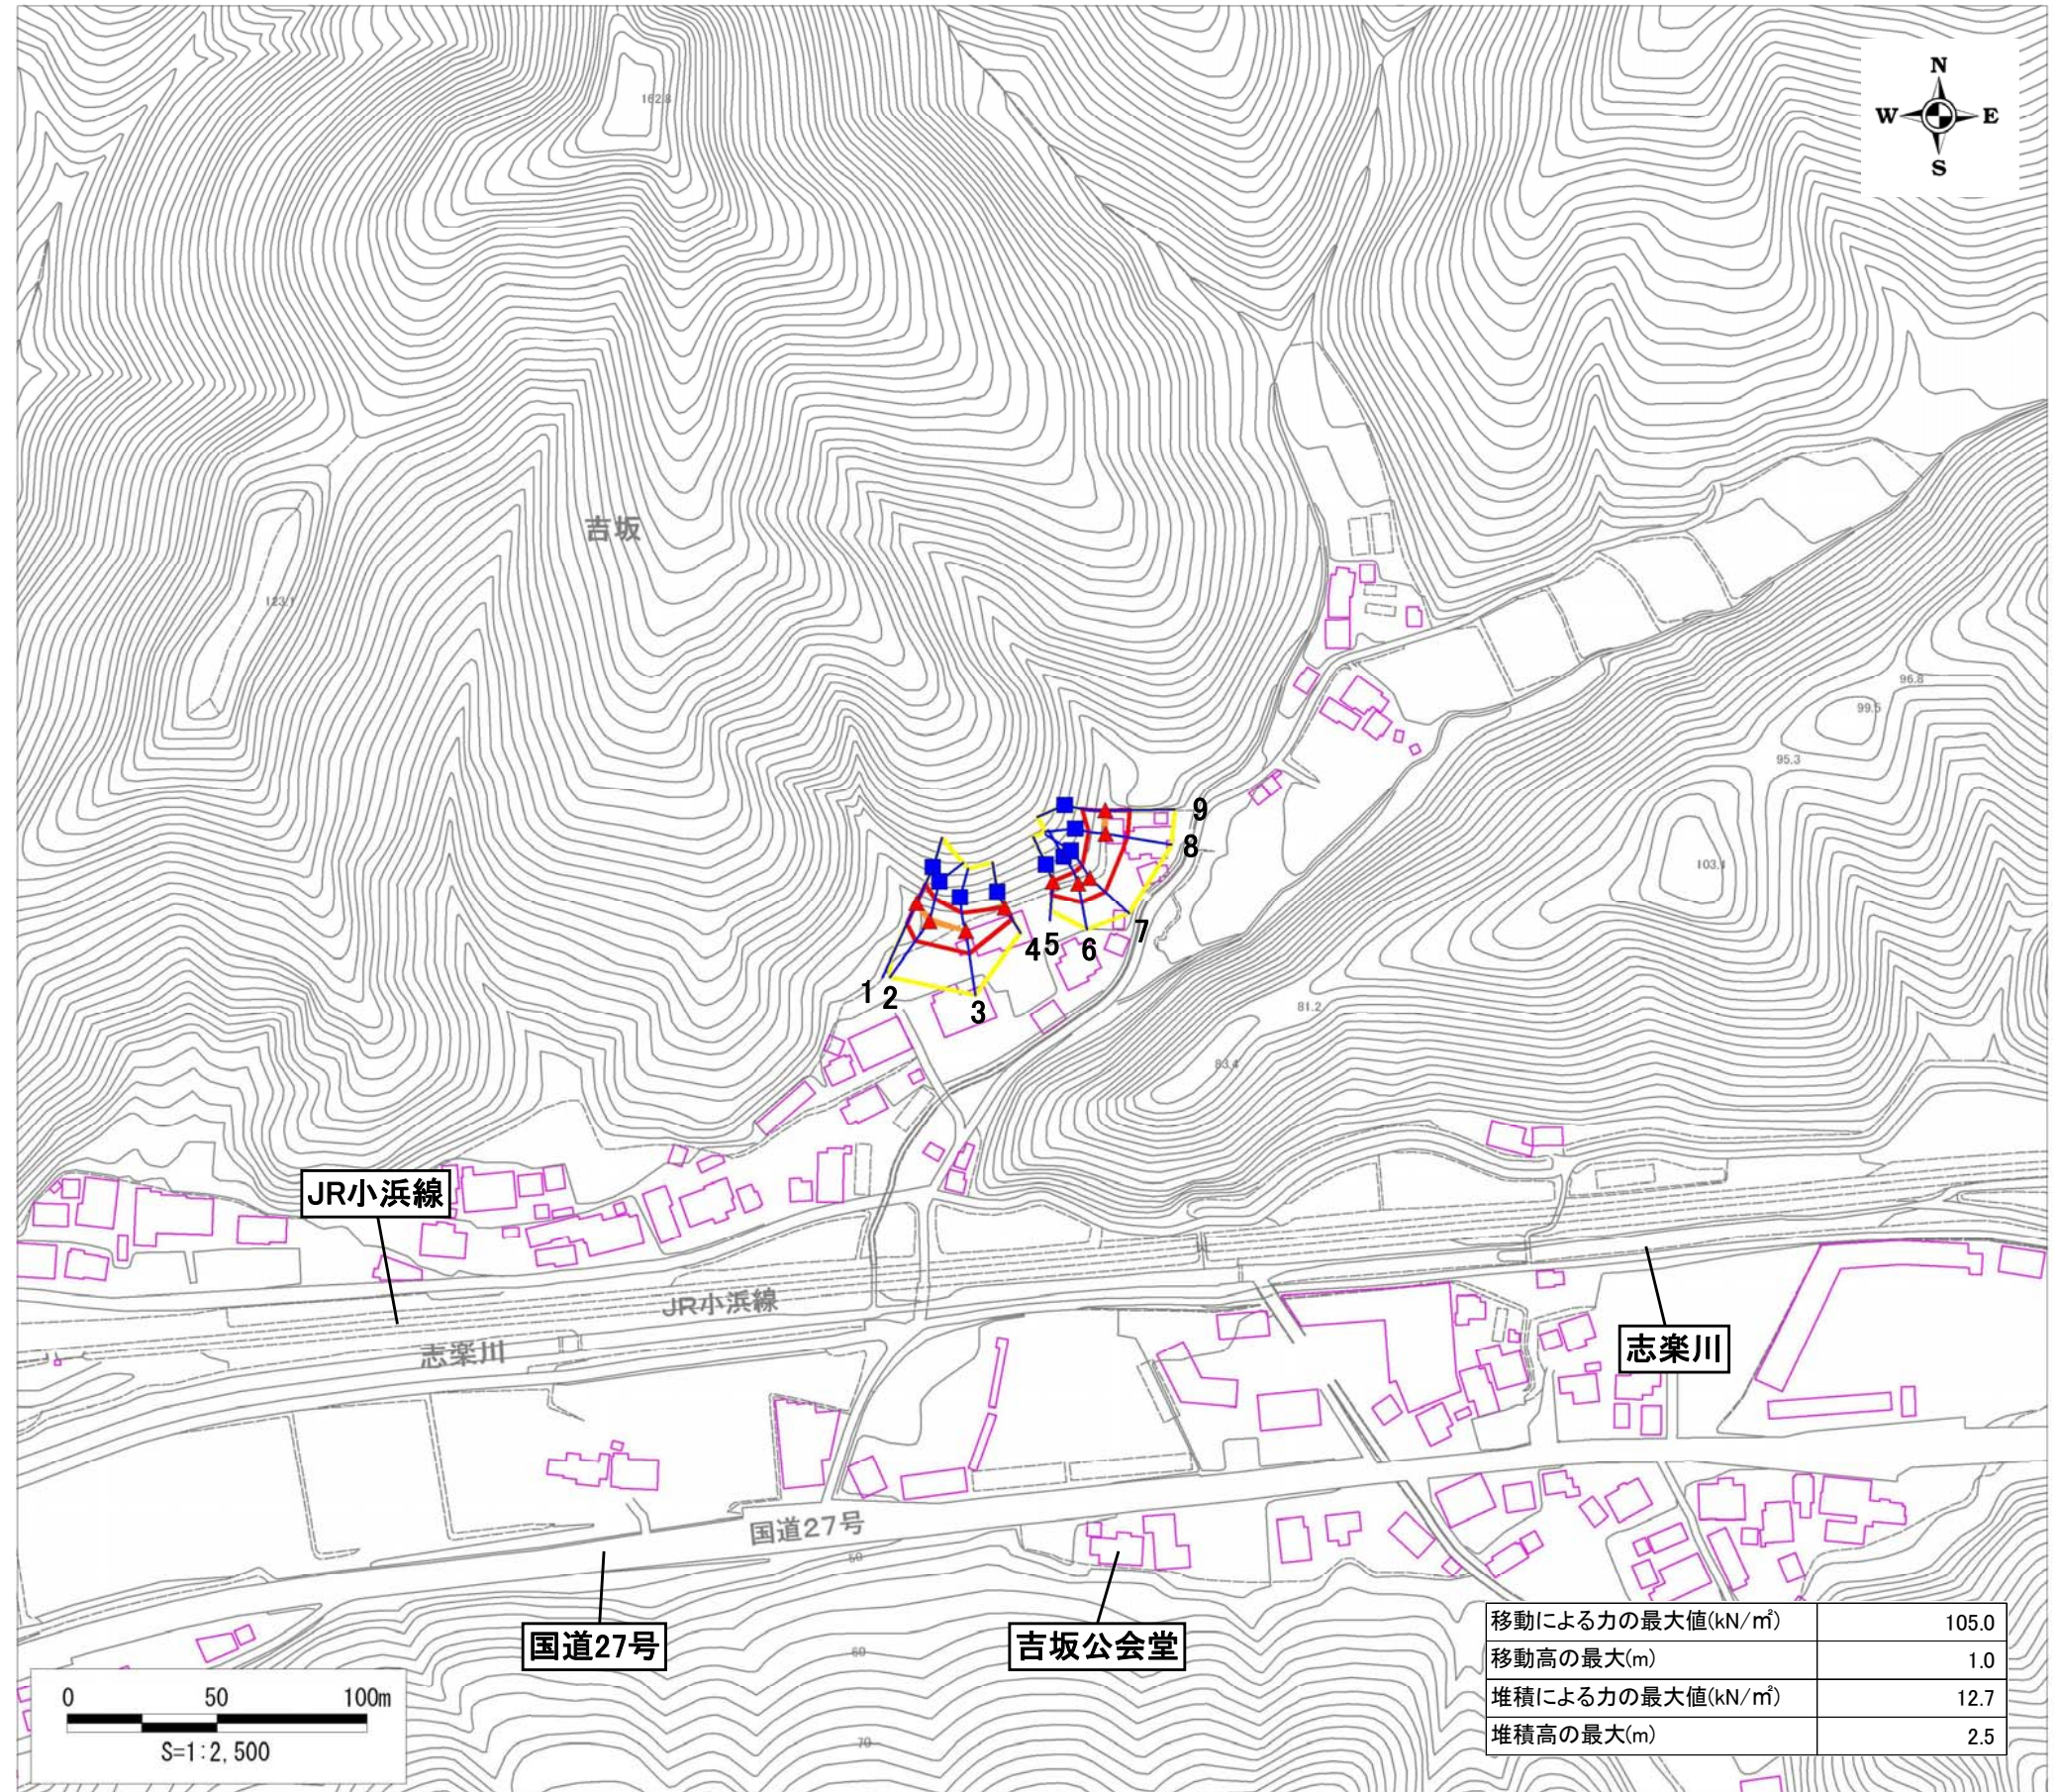 N
W E
S
162.8
吉坂
123.1
96.8
99.5
95.3
103.1
9
8
7
4 5 6
1 2
3
81.2
83.4
JR小浜線
JR小浜線
志楽川
志楽川
国道27号
50
国道27号
吉坂公会堂
60
70
移動による力の最大値(kN/㎡) 105.0
移動高の最大(m) 1.0
堆積による力の最大値(kN/㎡) 12.7
堆積高の最大(m) 2.5
0 50 100m
S=1:2,500